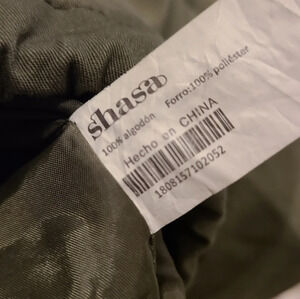 shasa
100% algodón
Forro:100% poliéster
Hecho en CHINA
1808157102052